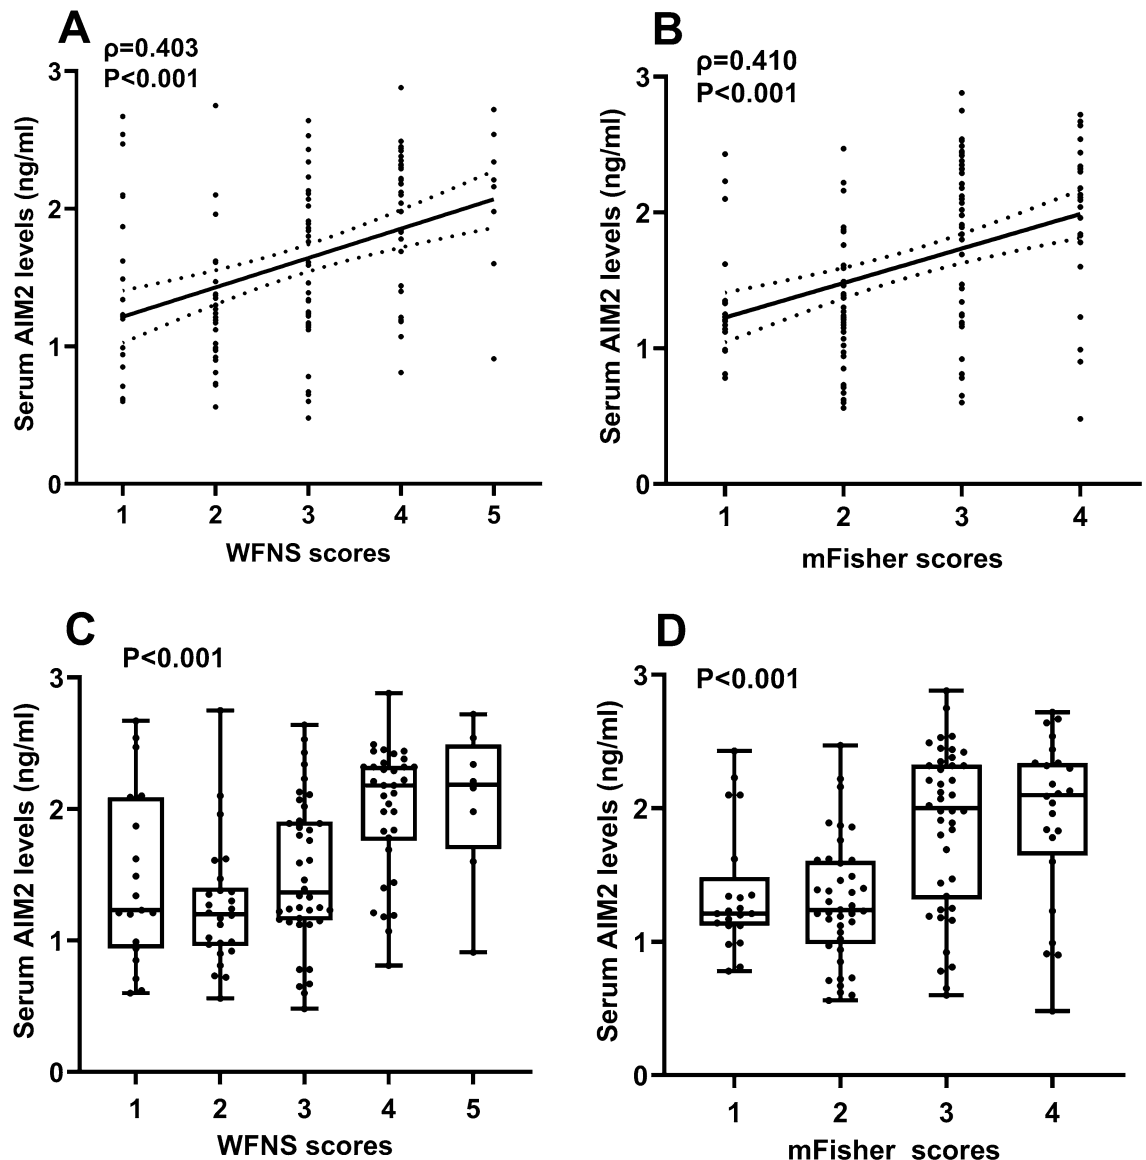 A
ρ=0.403
P<0.001
3
2
1
0
Serum AIM2 levels (ng/ml)
1 2 3 4 5
WFNS scores
B
ρ=0.410
P<0.001
3
2
1
0
Serum AIM2 levels (ng/ml)
1 2 3 4
mFisher scores
C
P<0.001
3
2
1
0
Serum AIM2 levels (ng/ml)
1 2 3 4 5
WFNS scores
D
P<0.001
3
2
1
0
Serum AIM2 levels (ng/ml)
1 2 3 4
mFisher scores